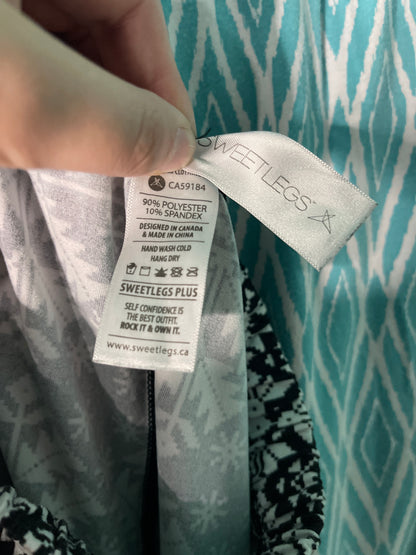 SWEETLEGS
CA59184
90% POLYESTER
10% SPANDEX
DESIGNED IN CANADA
& MADE IN CHINA
HAND WASH COLD
HANG DRY
SWEETLEGS PLUS
SELF CONFIDENCE IS
THE BEST OUTFIT.
ROCK IT & OWN IT.
www.sweetlegs.ca